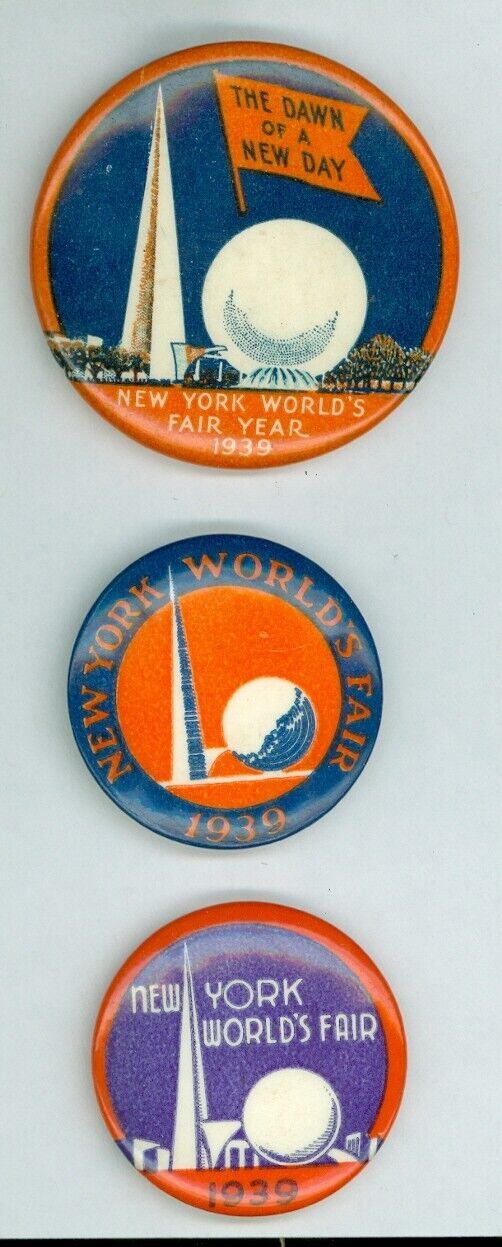 THE DAWN
OF A
NEW DAY
NEW YORK WORLD'S
FAIR YEAR
1939
NEW YORK WORLD'S FAIR
1939
NEW YORK
WORLD'S FAIR
1939